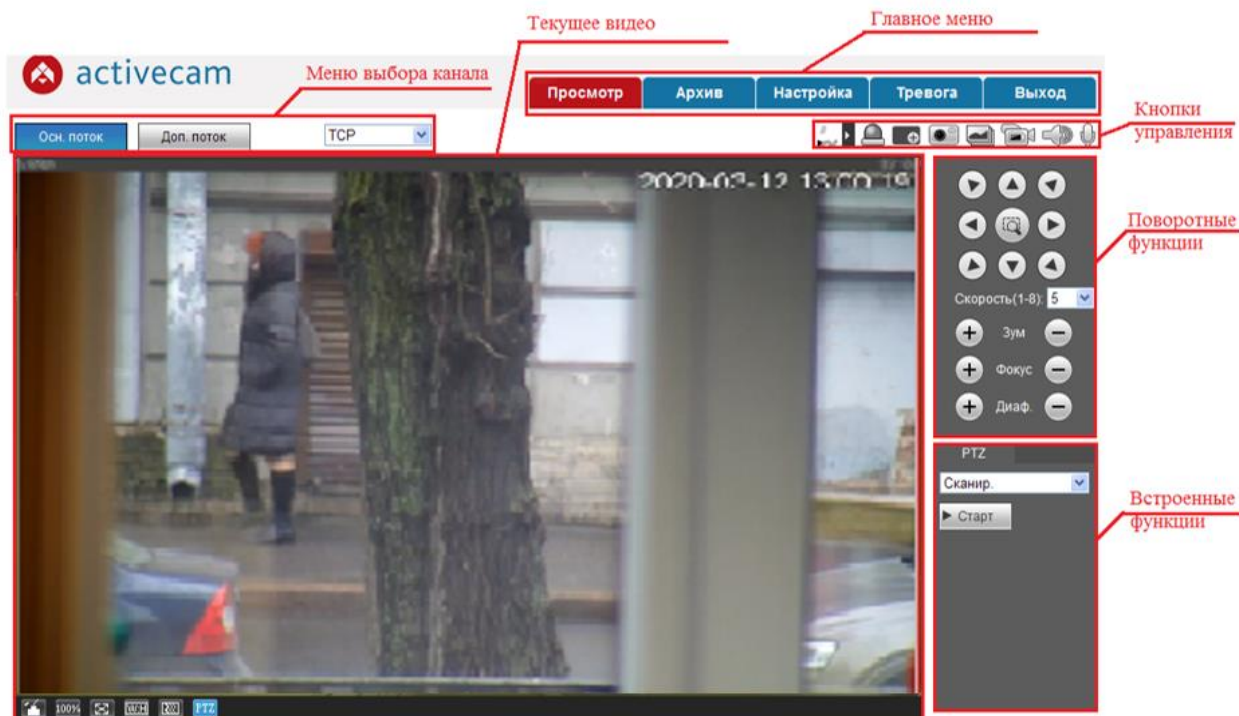 Текущее видео
Главное меню
activecam
Меню выбора канала
Просмотр Архив Настройка Тревога Выход
Кнопки
управления
Осн. поток Доп. поток TCP
2020-03-12 13:00
Поворотные
функции
Скорость(1-8): 5
Зум
Фокус
Диаф.
PTZ
Сканир.
Старт
Встроенные
функции
100% PTZ